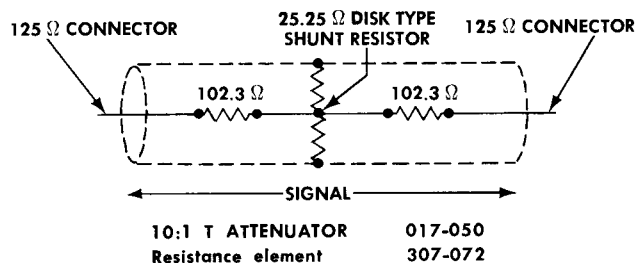 125 Ω CONNECTOR
25.25 Ω DISK TYPE
SHUNT RESISTOR
125 Ω CONNECTOR
102.3 Ω
102.3 Ω
SIGNAL
10:1 T ATTENUATOR 017-050
Resistance element 307-072